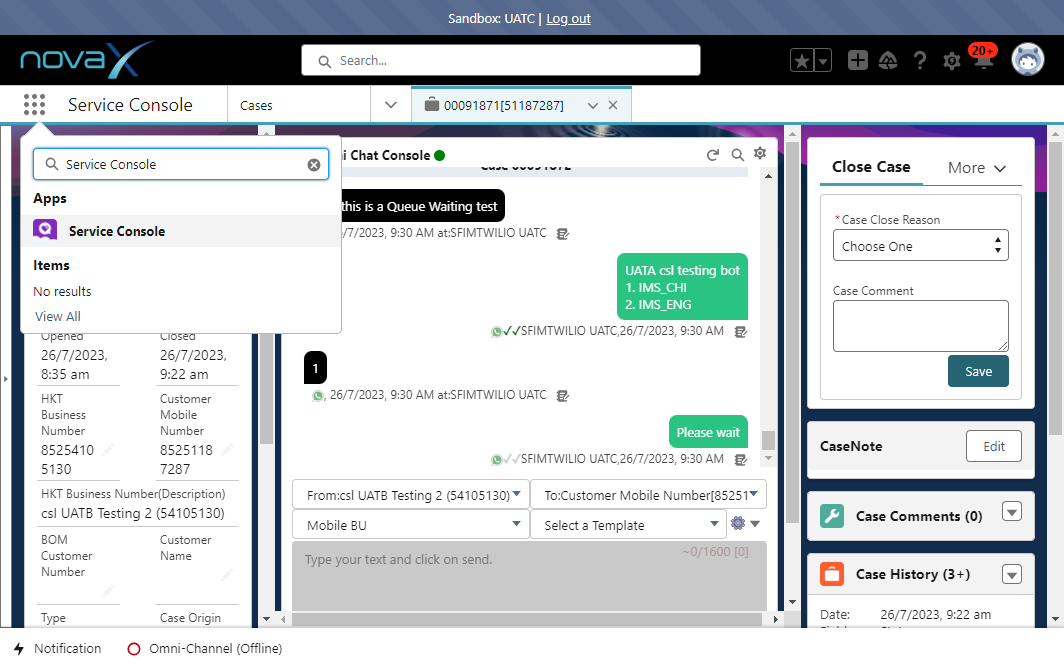 Sandbox: UATC | Log out
novaX
Search...
20+
Service Console
Cases
00091871[51187287]
Service Console
Apps
Service Console
Items
No results
View All
Opened
26/7/2023,
8:35 am
Closed
26/7/2023,
9:22 am
HKT
Business
Number
8525410
5130
Customer
Mobile
Number
8525118
7287
HKT Business Number(Description)
csl UATB Testing 2 (54105130)
BOM
Customer
Number
Customer
Name
Type
Case Origin
i Chat Console
Case 00091872
this is a Queue Waiting test
/7/2023, 9:30 AM at:SFIMTWILIO UATC
UATA csl testing bot
1. IMS_CHI
2. IMS_ENG
SFIMTWILIO UATC,26/7/2023, 9:30 AM
1
, 26/7/2023, 9:30 AM at:SFIMTWILIO UATC
Please wait
SFIMTWILIO UATC,26/7/2023, 9:30 AM
From:csl UATB Testing 2 (54105130)
To:Customer Mobile Number[85251
Mobile BU
Select a Template
Type your text and click on send.
~0/1600 [0]
Close Case
More
*Case Close Reason
Choose One
Case Comment
Save
CaseNote
Edit
Case Comments (0)
Case History (3+)
Date:
26/7/2023, 9:22 am
Notification
Omni-Channel (Offline)